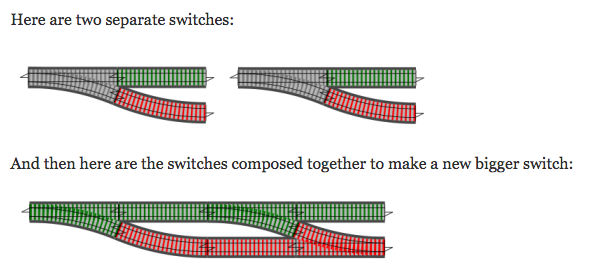 Here are two separate switches:
And then here are the switches composed together to make a new bigger switch: